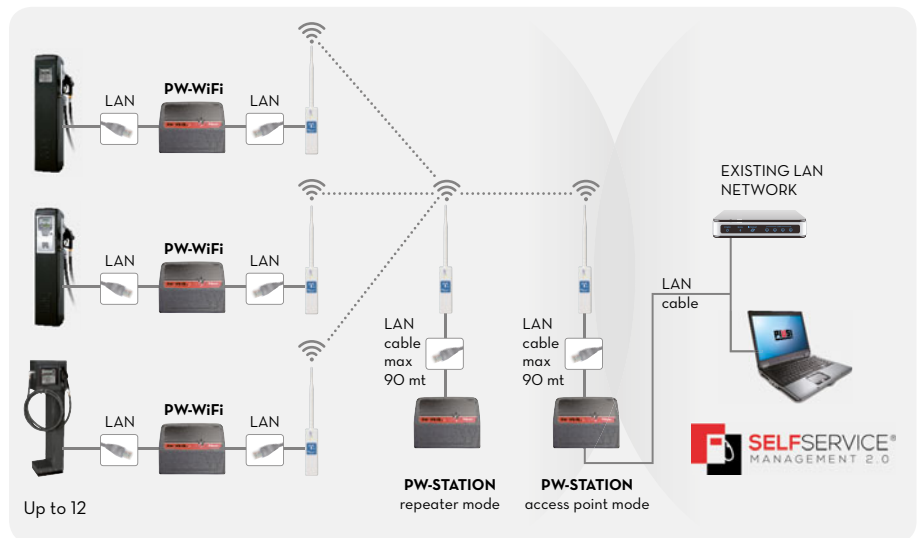 PW-WiFi
LAN
LAN
PW-WiFi
LAN
LAN
PW-WiFi
LAN
LAN
Up to 12
LAN
cable
max
90 mt
PW-STATION
repeater mode
LAN
cable
max
90 mt
PW-STATION
access point mode
EXISTING LAN
NETWORK
LAN
cable
SELFSERVICE®
MANAGEMENT 2.0